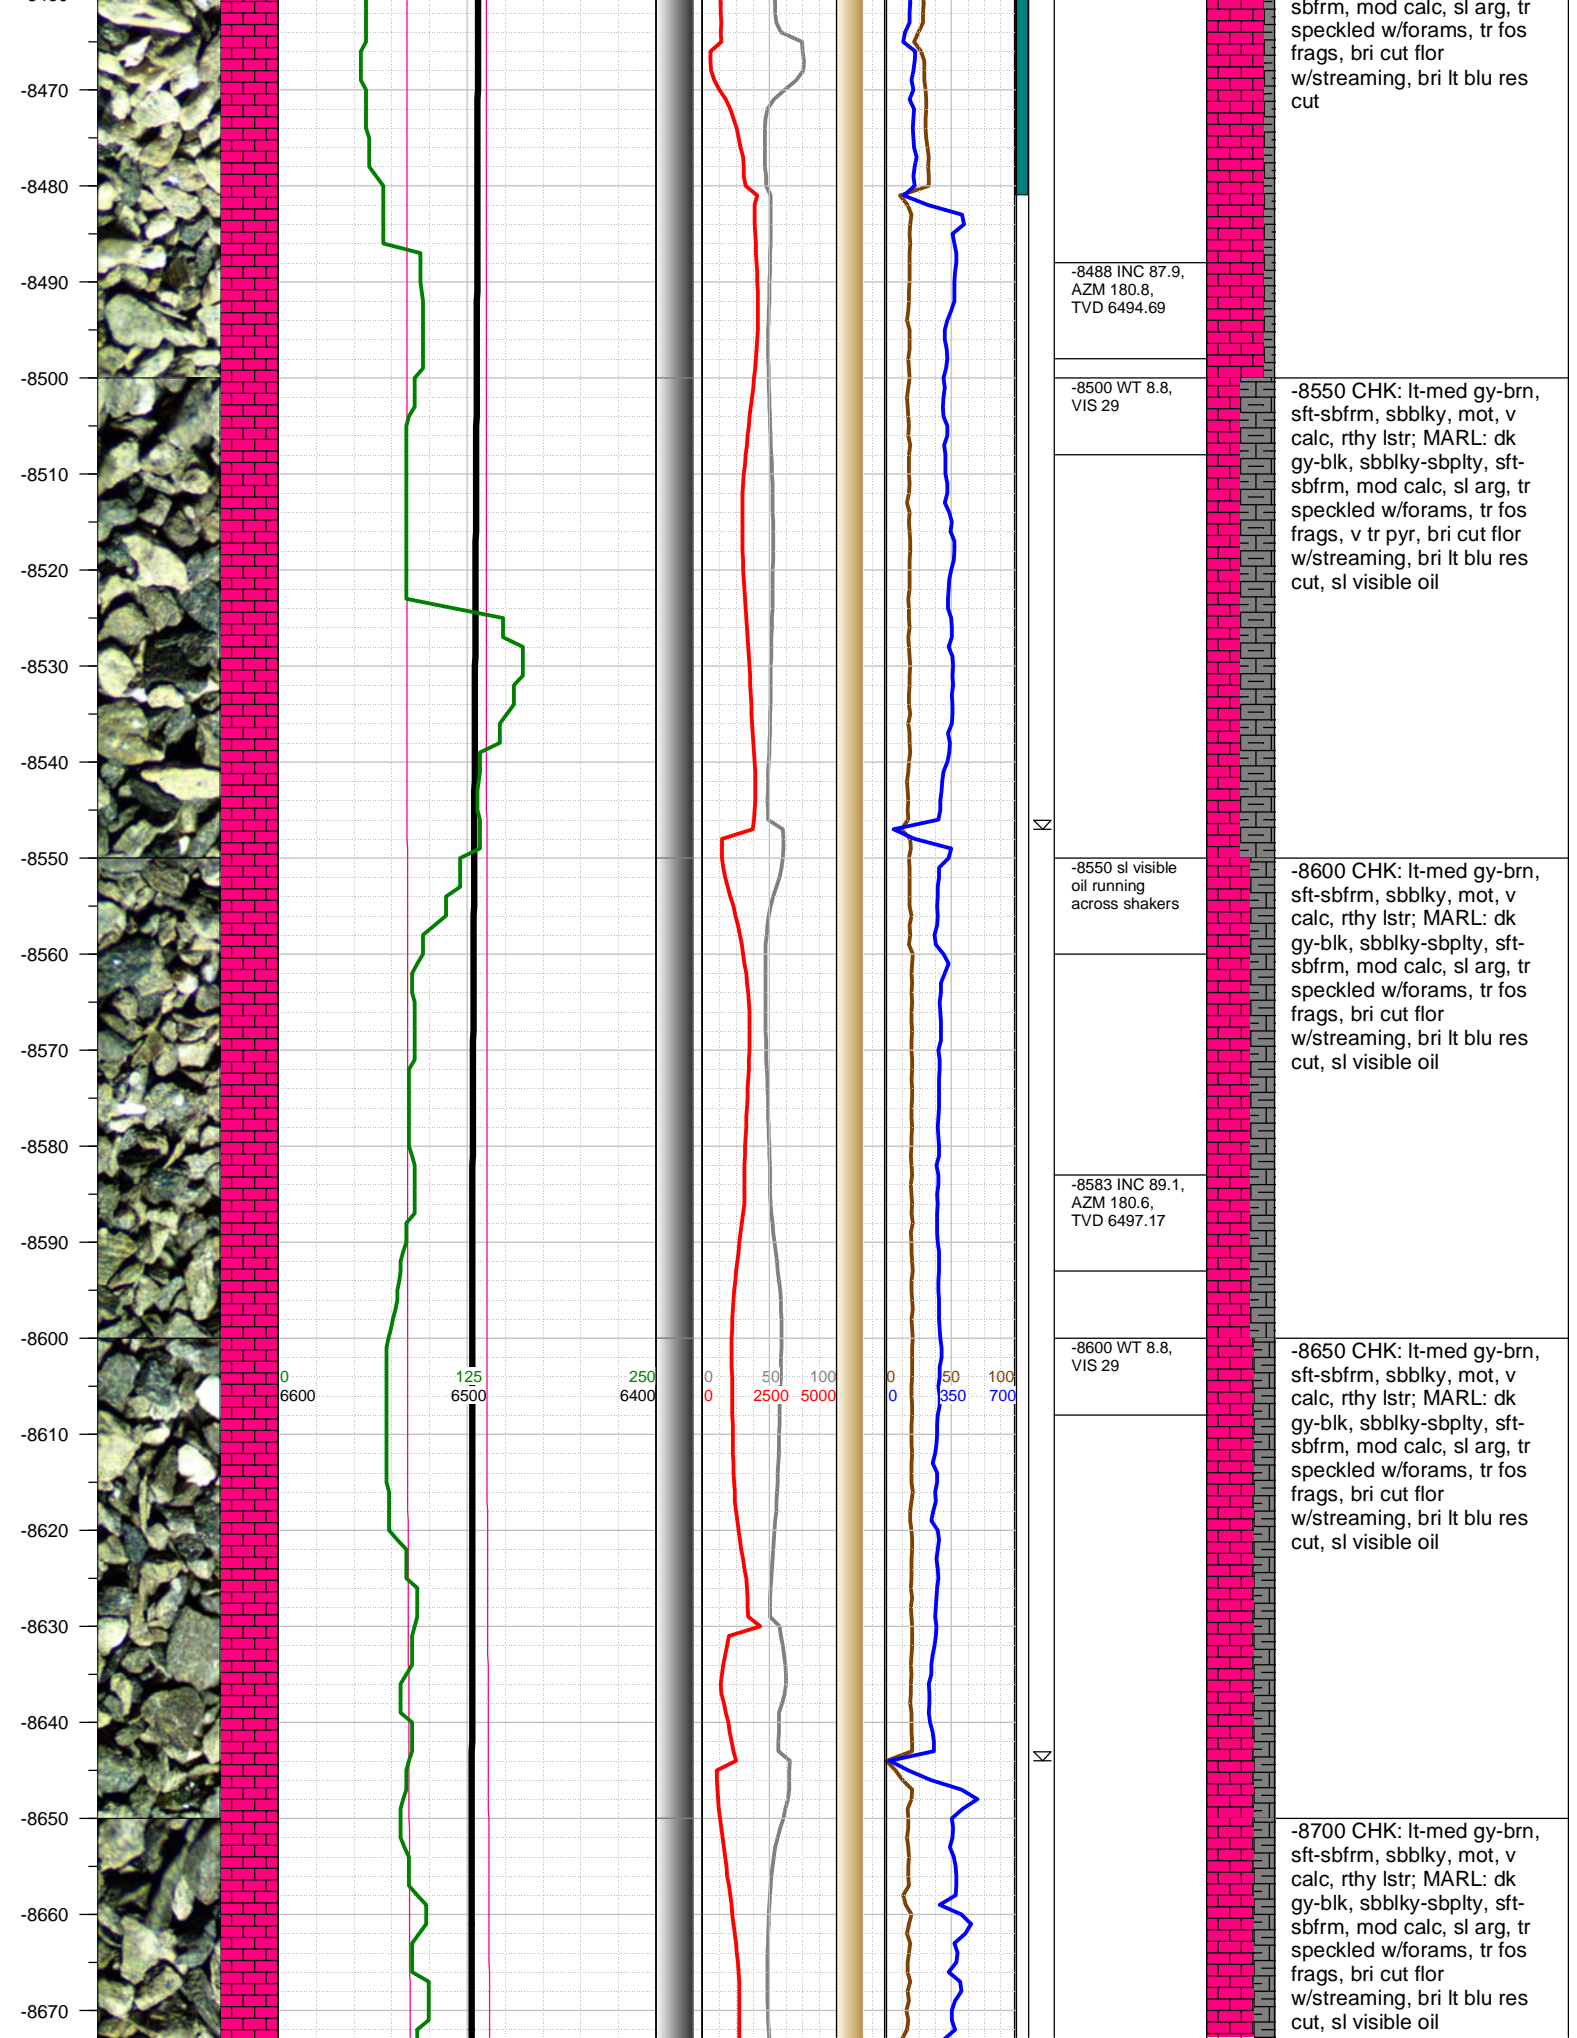 sbfrm, mod calc, sl arg, tr
speckled w/forams, tr fos
frags, bri cut flor
w/streaming, bri lt blu res
cut
-8470
-8480
-8490
-8488 INC 87.9,
AZM 180.8,
TVD 6494.69
-8500
-8500 WT 8.8,
VIS 29
-8550 CHK: lt-med gy-brn,
sft-sbfrm, sbblky, mot, v
calc, rthy lstr; MARL: dk
gy-blk, sbblky-sbplty, sft-
sbfrm, mod calc, sl arg, tr
speckled w/forams, tr fos
frags, v tr pyr, bri cut flor
w/streaming, bri lt blu res
cut, sl visible oil
-8510
-8520
-8530
-8540
-8550
-8550 sl visible
oil running
across shakers
-8600 CHK: lt-med gy-brn,
sft-sbfrm, sbblky, mot, v
calc, rthy lstr; MARL: dk
gy-blk, sbblky-sbplty, sft-
sbfrm, mod calc, sl arg, tr
speckled w/forams, tr fos
frags, bri cut flor
w/streaming, bri lt blu res
cut, sl visible oil
-8560
-8570
-8580
-8583 INC 89.1,
AZM 180.6,
TVD 6497.17
-8590
-8600
-8600 WT 8.8,
VIS 29
0 125 250 0 50 100 0 50 100
6600 6500 6400 0 2500 5000 0 350 700
-8650 CHK: lt-med gy-brn,
sft-sbfrm, sbblky, mot, v
calc, rthy lstr; MARL: dk
gy-blk, sbblky-sbplty, sft-
sbfrm, mod calc, sl arg, tr
speckled w/forams, tr fos
frags, bri cut flor
w/streaming, bri lt blu res
cut, sl visible oil
-8610
-8620
-8630
-8640
-8650
-8700 CHK: lt-med gy-brn,
sft-sbfrm, sbblky, mot, v
calc, rthy lstr; MARL: dk
gy-blk, sbblky-sbplty, sft-
sbfrm, mod calc, sl arg, tr
speckled w/forams, tr fos
frags, bri cut flor
w/streaming, bri lt blu res
cut, sl visible oil
-8660
-8670